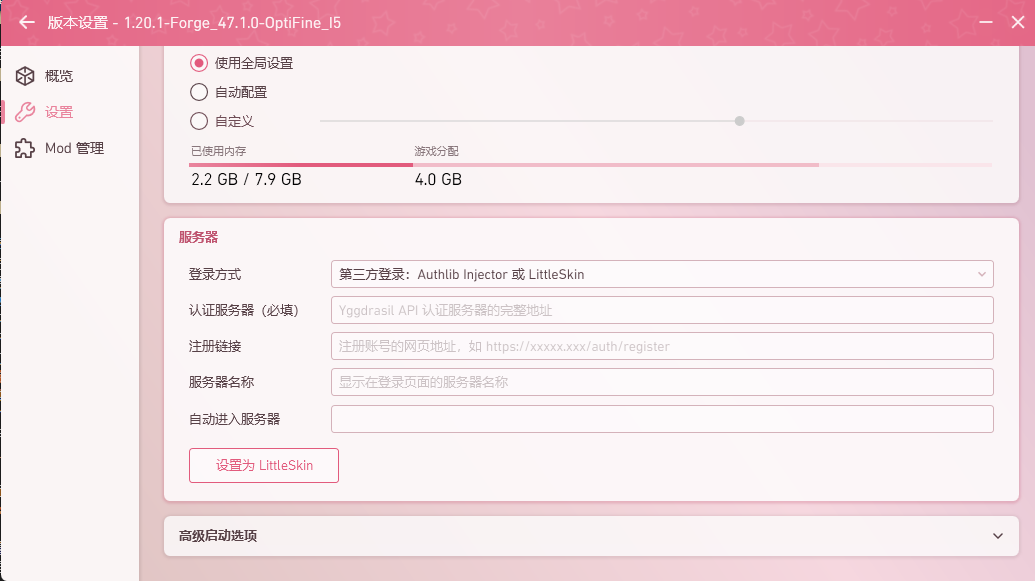 版本设置 - 1.20.1-Forge_47.1.0-OptiFine_I5
概览
设置
Mod 管理
使用全局设置
自动配置
自定义
已使用内存 游戏分配
2.2 GB / 7.9 GB 4.0 GB
服务器
登录方式 第三方登录：Authlib Injector 或 LittleSkin
认证服务器（必填） Yggdrasil API 认证服务器的完整地址
注册链接 注册账号的网页地址，如 https://xxxxx.xxx/auth/register
服务器名称 显示在登录页面的服务器名称
自动进入服务器
设置为 LittleSkin
高级启动选项